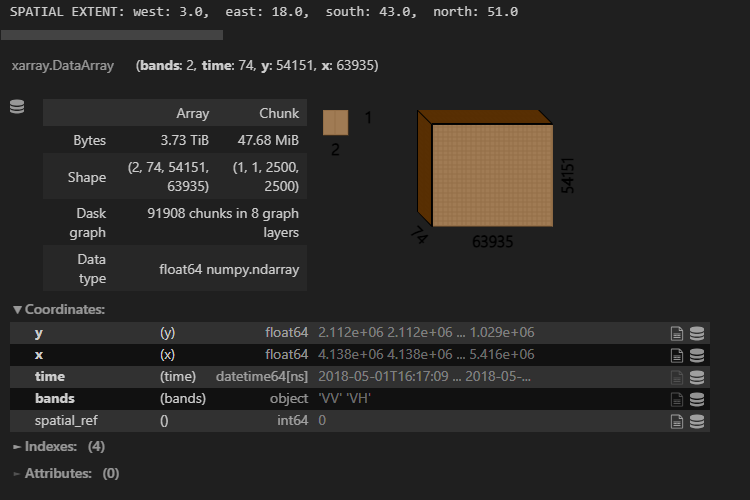 SPATIAL EXTENT: west: 3.0,  east: 18.0,  south: 43.0,  north: 51.0
xarray.DataArray (bands: 2, time: 74, y: 54151, x: 63935)
Array Chunk
Bytes 3.73 TiB 47.68 MiB
Shape (2, 74, 54151, 63935) (1, 1, 2500, 2500)
Dask graph 91908 chunks in 8 graph layers
Data type float64 numpy.ndarray
1
2
54151
74
63935
▼Coordinates:
y (y) float64 2.112e+06 2.112e+06 ... 1.029e+06
x (x) float64 4.138e+06 4.138e+06 ... 5.416e+06
time (time) datetime64[ns] 2018-05-01T16:17:09 ... 2018-05-...
bands (bands) object 'VV' 'VH'
spatial_ref () int64 0
► Indexes: (4)
► Attributes: (0)